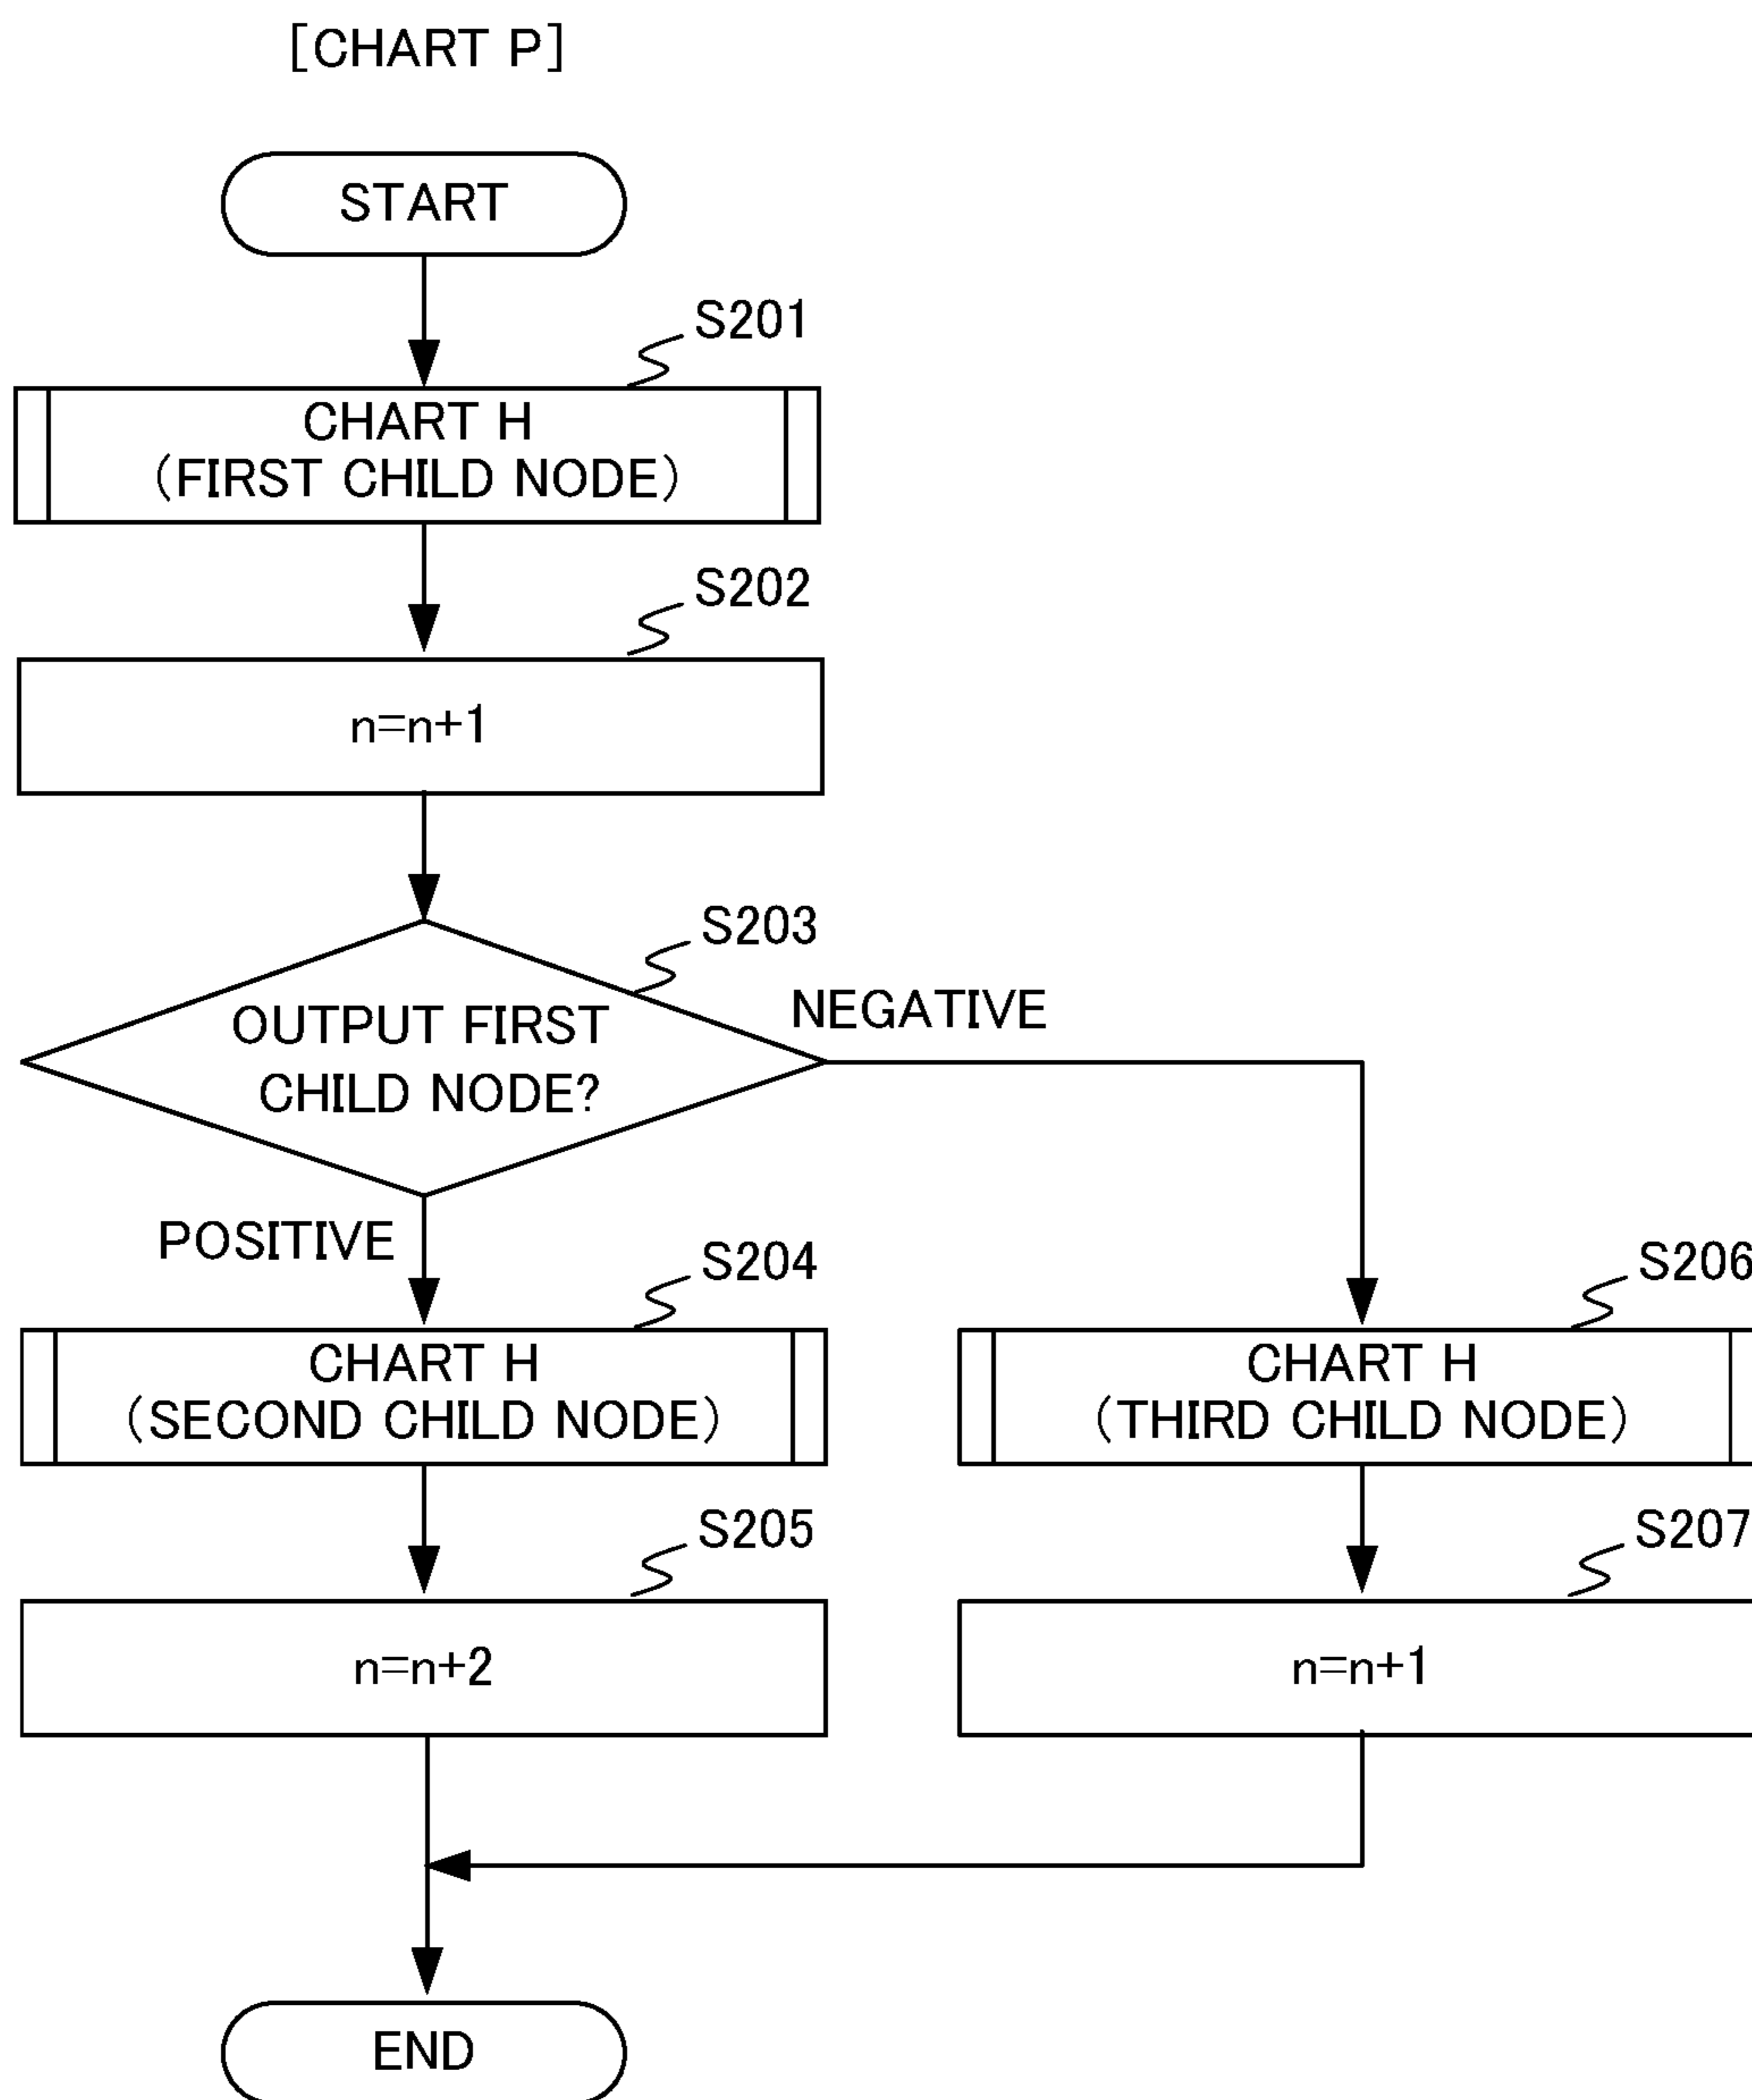 [CHART P]
START
S201
CHART H
(FIRST CHILD NODE)
S202
n=n+1
S203
OUTPUT FIRST
CHILD NODE?
NEGATIVE
POSITIVE
S204
CHART H
(SECOND CHILD NODE)
S205
n=n+2
S206
CHART H
(THIRD CHILD NODE)
S207
n=n+1
END